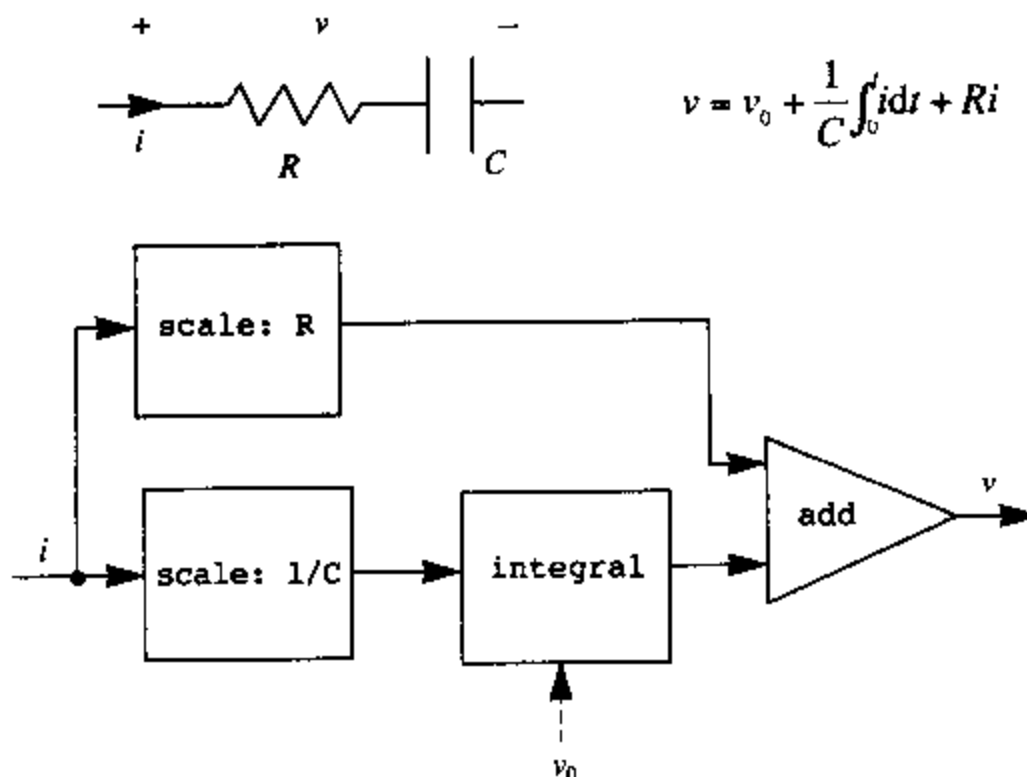 + v −
i
R C
v = v₀ + 1/C ∫₀ᵗ i dt + Ri
scale: R
i
scale: 1/C
integral
add
v
v₀